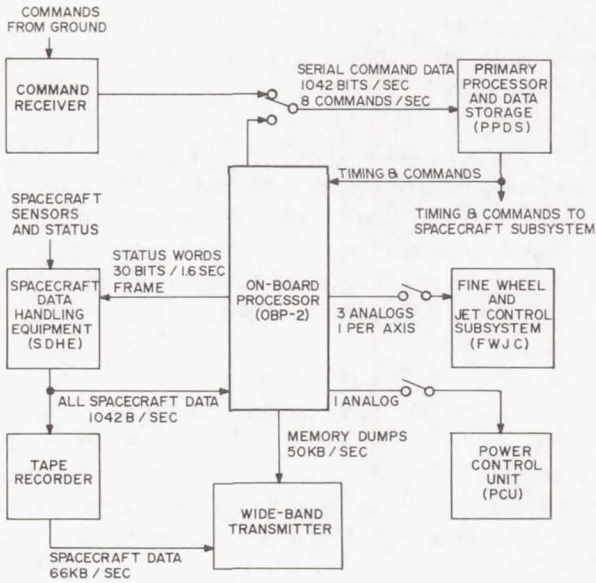 COMMANDS
FROM GROUND
COMMAND
RECEIVER
SERIAL COMMAND DATA
1042 BITS / SEC
8 COMMANDS / SEC
PRIMARY
PROCESSOR
AND DATA
STORAGE
(PPDS)
TIMING & COMMANDS
TIMING & COMMANDS TO
SPACECRAFT SUBSYSTEM
SPACECRAFT
SENSORS
AND STATUS
STATUS WORDS
30 BITS / 1.6 SEC
FRAME
SPACECRAFT
DATA
HANDLING
EQUIPMENT
(SDHE)
ON-BOARD
PROCESSOR
(OBP-2)
3 ANALOGS
1 PER AXIS
FINE WHEEL
AND
JET CONTROL
SUBSYSTEM
(FWJC)
ALL SPACECRAFT DATA
1042 B / SEC
1 ANALOG
MEMORY DUMPS
50KB / SEC
POWER
CONTROL
UNIT
(PCU)
TAPE
RECORDER
WIDE-BAND
TRANSMITTER
SPACECRAFT DATA
66KB / SEC